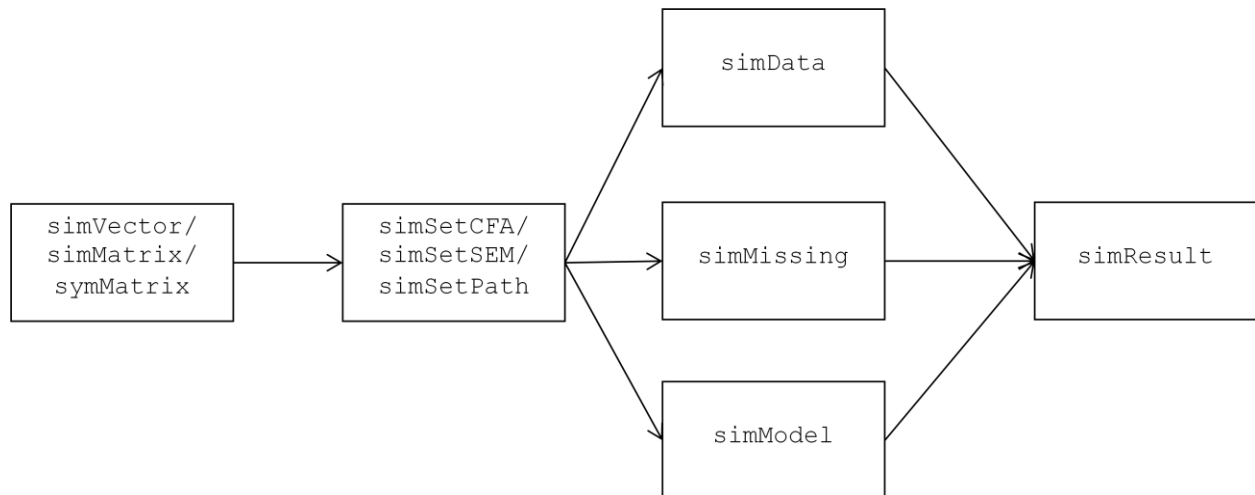 simVector/
simMatrix/
symMatrix
simSetCFA/
simSetSEM/
simSetPath
simData
simMissing
simModel
simResult